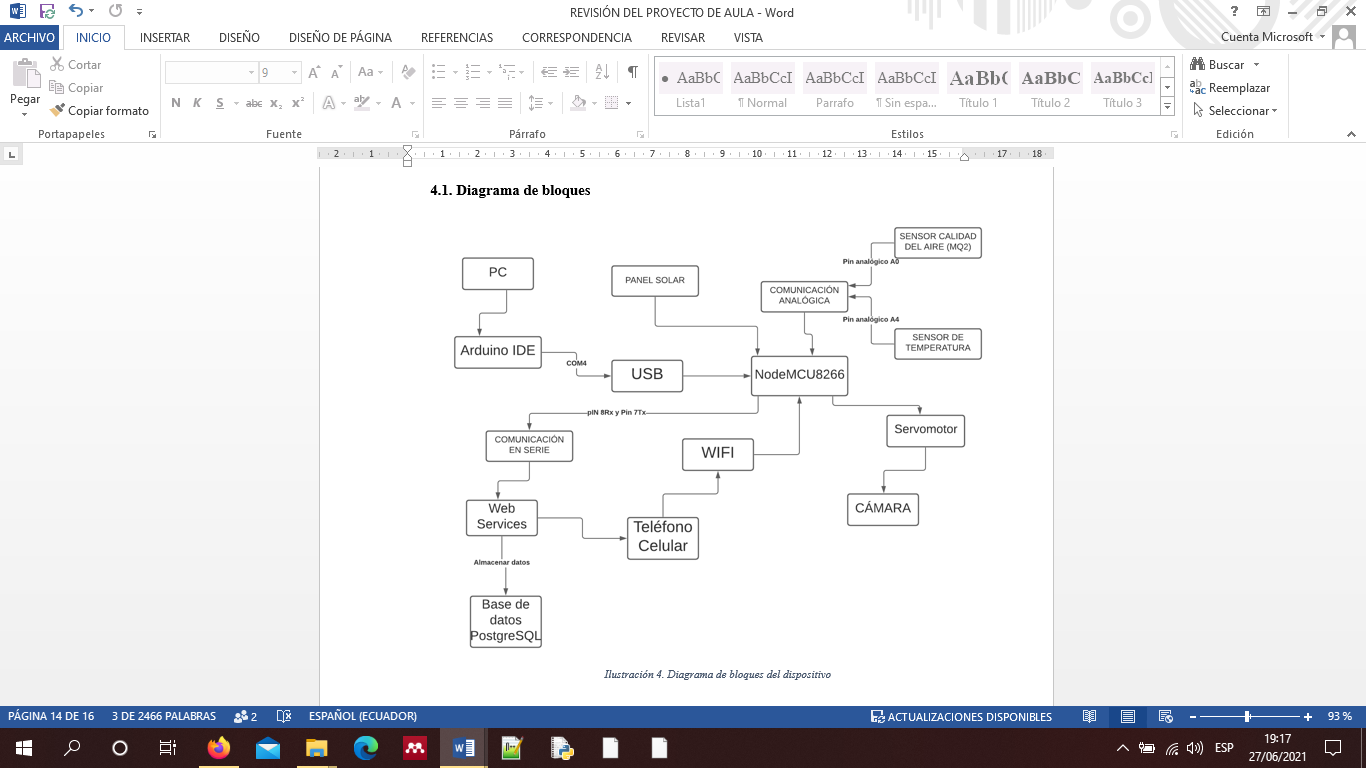 REVISIÓN DEL PROYECTO DE AULA - Word
ARCHIVO INICIO INSERTAR DISEÑO DISEÑO DE PÁGINA REFERENCIAS CORRESPONDENCIA REVISAR VISTA
Cuenta Microsoft
Pegar
Cortar
Copiar
Copiar formato
Portapapeles
9
Aa
N K S abc x₂ x²
A A
Fuente
Párrafo
AaBbC AaBbCcI AaBbCcI AaBbCcI AaBbC AaBbC AaBbCcI
Lista1 ¶ Normal Parrafo ¶ Sin espa... Título 1 Título 2 Título 3
Estilos
Buscar
Reemplazar
Seleccionar
Edición
2 1 1 2 3 4 5 6 7 8 9 10 11 12 13 14 15 17 18
4.1. Diagrama de bloques
SENSOR CALIDAD
DEL AIRE (MQ2)
Pin analógico A0
PC
PANEL SOLAR
COMUNICACIÓN
ANALÓGICA
Pin analógico A4
SENSOR DE
TEMPERATURA
Arduino IDE
COM4
USB
NodeMCU8266
pIN 8Rx y Pin 7Tx
COMUNICACIÓN
EN SERIE
WIFI
Servomotor
CÁMARA
Web
Services
Teléfono
Celular
Almacenar datos
Base de
datos
PostgreSQL
Ilustración 4. Diagrama de bloques del dispositivo
PÁGINA 14 DE 16 3 DE 2466 PALABRAS 2 ESPAÑOL (ECUADOR) ACTUALIZACIONES DISPONIBLES 93 %
ESP
19:17
27/06/2021